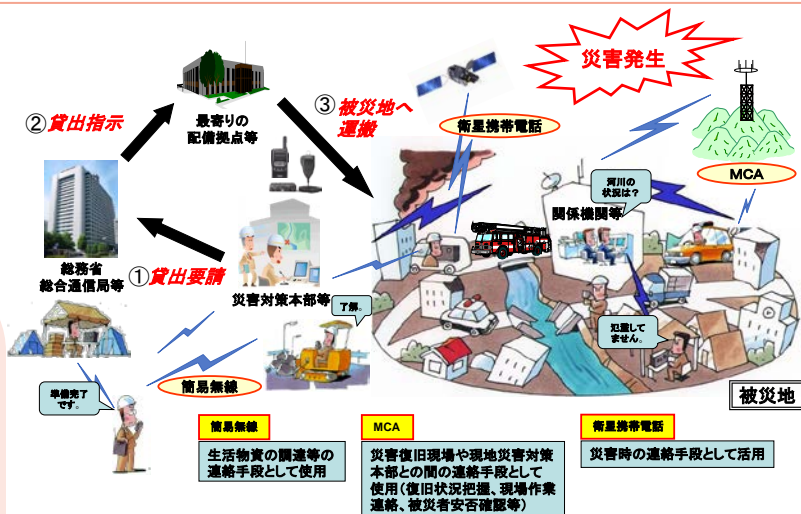 災害発生
②貸出指示
最寄りの
配備拠点等
③被災地へ
運搬
衛星携帯電話
MCA
河川の
状況は？
関係機関等
総務省
総合通信局等
①貸出要請
災害対策本部等
了解。
氾濫して
ません。
簡易無線
準備完了
です。
被災地
簡易無線
生活物資の調達等の
連絡手段として使用
MCA
災害復旧現場や現地災害対策
本部との間の連絡手段として
使用（復旧状況把握、現場作業
連絡、被災者安否確認等）
衛星携帯電話
災害時の連絡手段として活用